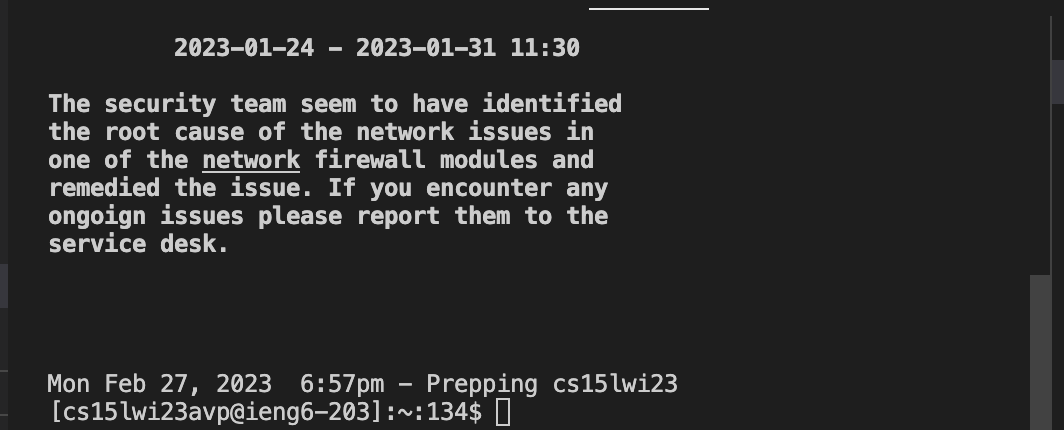 2023-01-24 - 2023-01-31 11:30
The security team seem to have identified
the root cause of the network issues in
one of the network firewall modules and
remedied the issue. If you encounter any
ongoign issues please report them to the
service desk.
Mon Feb 27, 2023  6:57pm - Prepping cs15lwi23
[cs15lwi23avp@ieng6-203]:~:134$